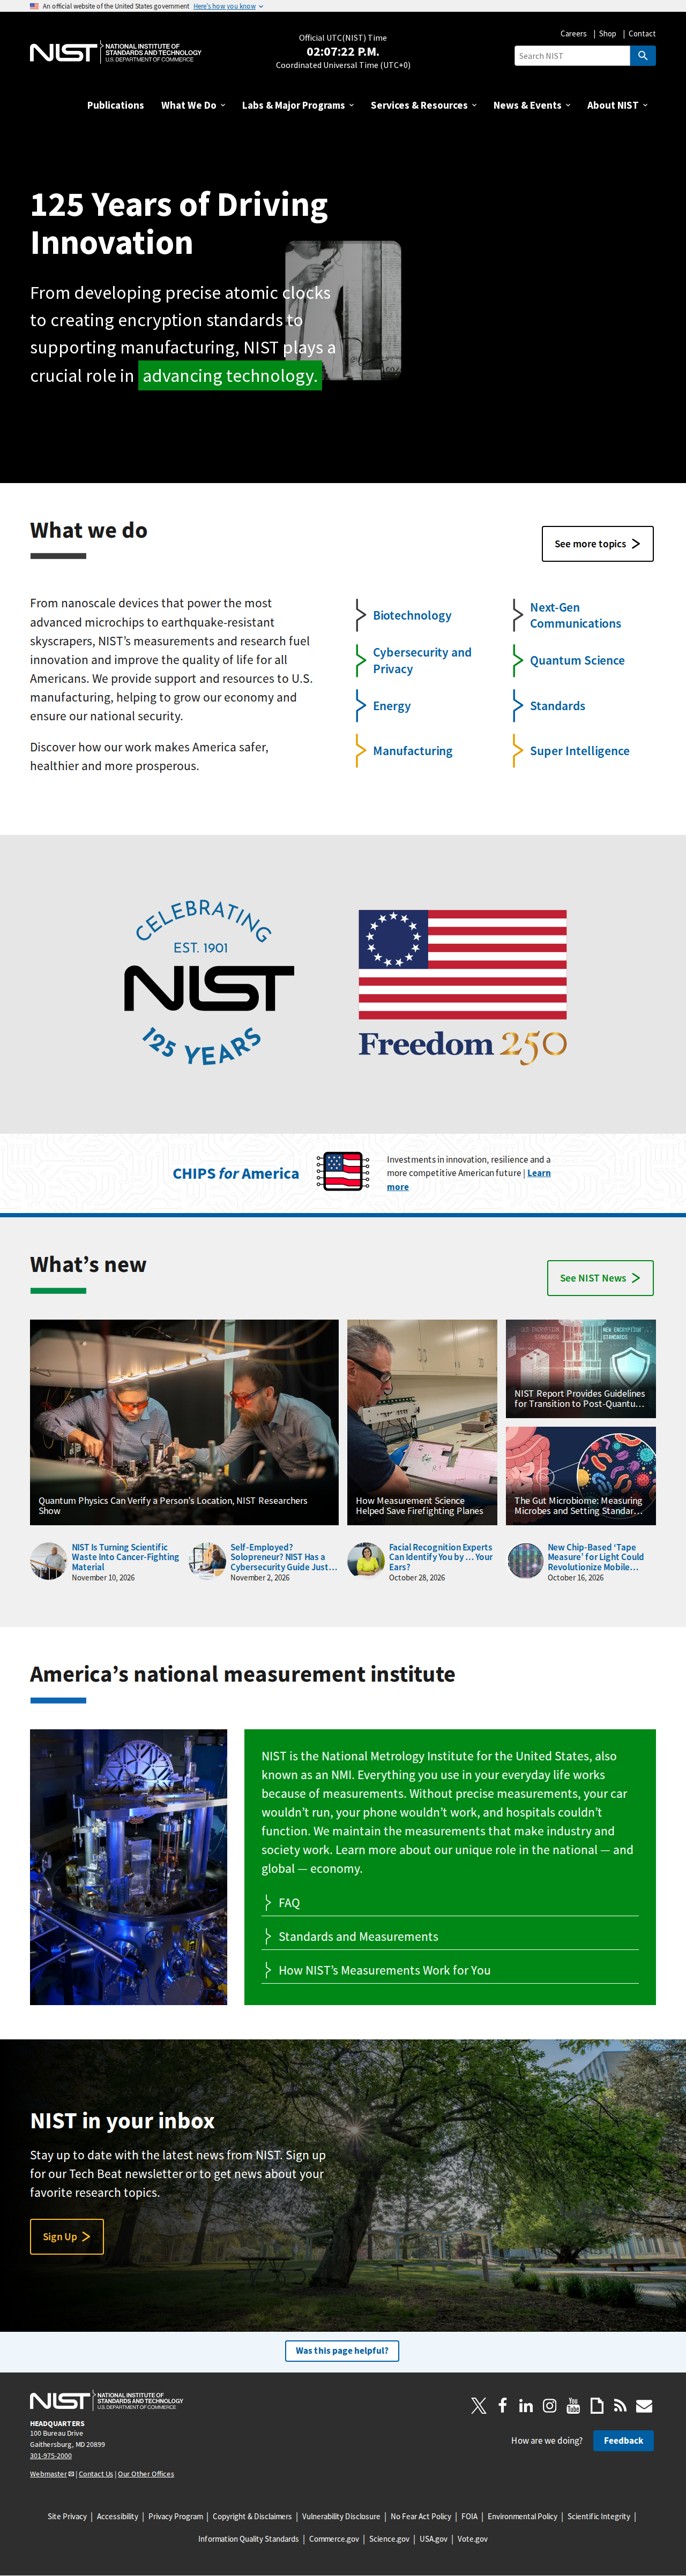 An official website of the United States government Here's how you know
NIST NATIONAL INSTITUTE OF
STANDARDS AND TECHNOLOGY
U.S. DEPARTMENT OF COMMERCE
Official UTC(NIST) Time
02:07:22 P.M.
Coordinated Universal Time (UTC+0)
Careers | Shop | Contact
Search NIST
Publications What We Do Labs & Major Programs Services & Resources News & Events About NIST
125 Years of Driving
Innovation
From developing precise atomic clocks
to creating encryption standards to
supporting manufacturing, NIST plays a
crucial role in advancing technology.
What we do
See more topics
From nanoscale devices that power the most
advanced microchips to earthquake-resistant
skyscrapers, NIST’s measurements and research fuel
innovation and improve the quality of life for all
Americans. We provide support and resources to U.S.
manufacturing, helping to grow our economy and
ensure our national security.
Discover how our work makes America safer,
healthier and more prosperous.
Biotechnology
Cybersecurity and
Privacy
Energy
Manufacturing
Next-Gen
Communications
Quantum Science
Standards
Super Intelligence
CELEBRATING
EST. 1901
NIST
125 YEARS
Freedom 250
CHIPS for America
Investments in innovation, resilience and a
more competitive American future | Learn
more
What’s new
See NIST News
Quantum Physics Can Verify a Person’s Location, NIST Researchers
Show
How Measurement Science
Helped Save Firefighting Planes
NEW ENCRYPTION
STANDARDS
STANDARDS
NIST Report Provides Guidelines
for Transition to Post-Quantu…
The Gut Microbiome: Measuring
Microbes and Setting Standar…
NIST Is Turning Scientific
Waste Into Cancer-Fighting
Material
November 10, 2026
Self-Employed?
Solopreneur? NIST Has a
Cybersecurity Guide Just…
November 2, 2026
Facial Recognition Experts
Can Identify You by … Your
Ears?
October 28, 2026
New Chip-Based ‘Tape
Measure’ for Light Could
Revolutionize Mobile…
October 16, 2026
America’s national measurement institute
NIST is the National Metrology Institute for the United States, also
known as an NMI. Everything you use in your everyday life works
because of measurements. Without precise measurements, your car
wouldn’t run, your phone wouldn’t work, and hospitals couldn’t
function. We maintain the measurements that make industry and
society work. Learn more about our unique role in the national — and
global — economy.
FAQ
Standards and Measurements
How NIST’s Measurements Work for You
NIST in your inbox
Stay up to date with the latest news from NIST. Sign up
for our Tech Beat newsletter or to get news about your
favorite research topics.
Sign Up
Was this page helpful?
NIST NATIONAL INSTITUTE OF
STANDARDS AND TECHNOLOGY
U.S. DEPARTMENT OF COMMERCE
HEADQUARTERS
100 Bureau Drive
Gaithersburg, MD 20899
301-975-2000
Webmaster | Contact Us | Our Other Offices
You
Tube
How are we doing? Feedback
Site Privacy | Accessibility | Privacy Program | Copyright & Disclaimers | Vulnerability Disclosure | No Fear Act Policy | FOIA | Environmental Policy | Scientific Integrity |
Information Quality Standards | Commerce.gov | Science.gov | USA.gov | Vote.gov